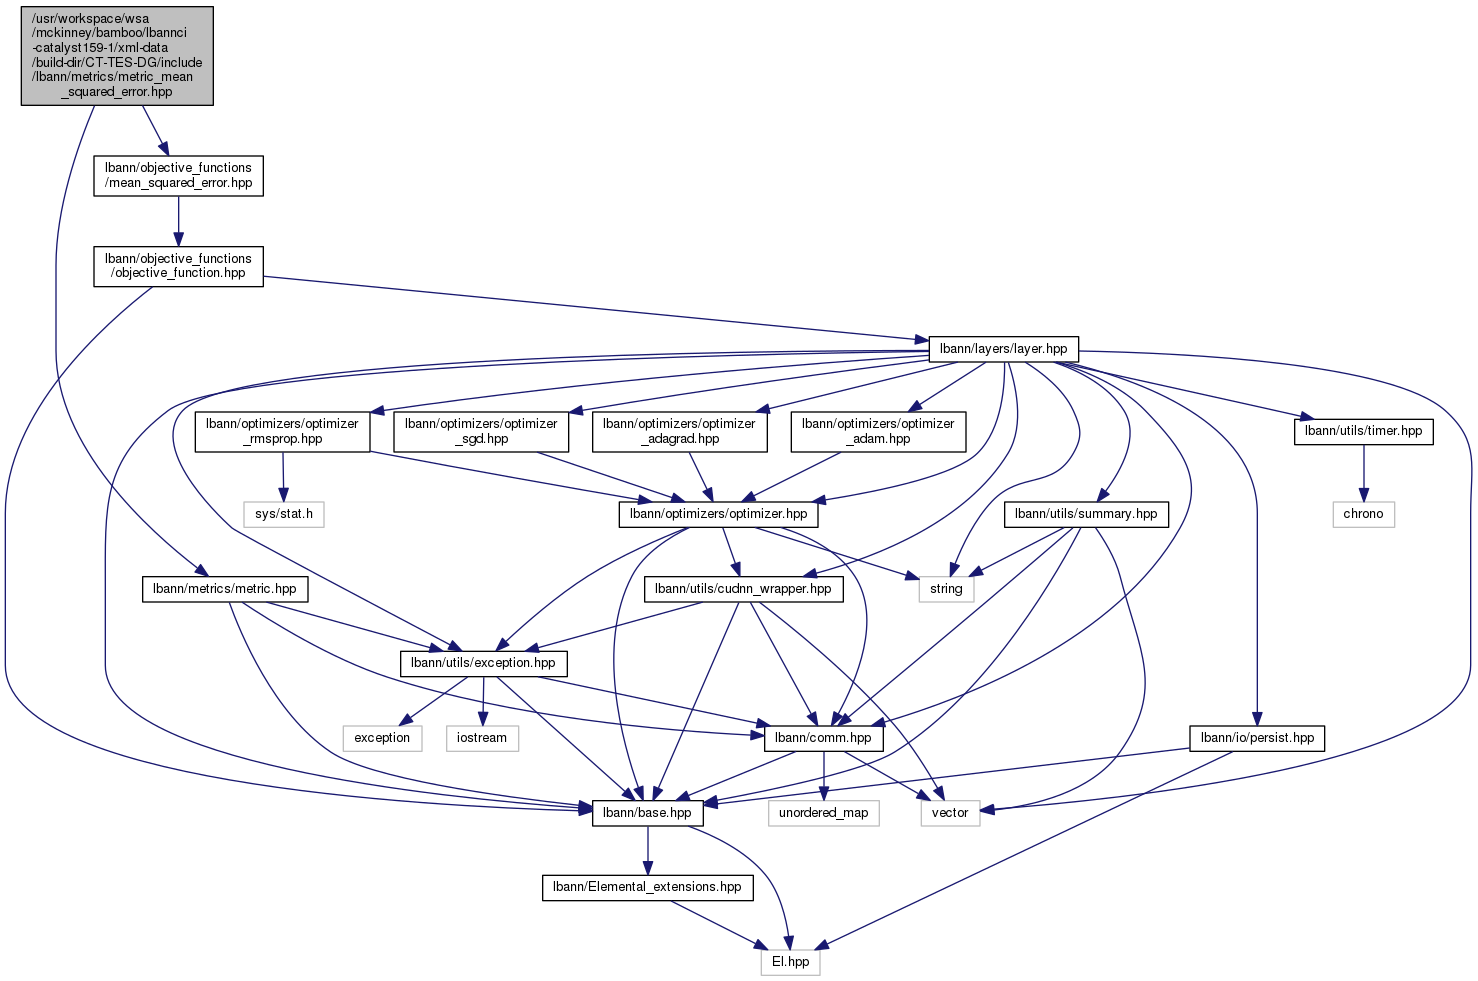 /usr/workspace/wsa
/mckinney/bamboo/lbannci
-catalyst159-1/xml-data
/build-dir/CT-TES-DG/include
/lbann/metrics/metric_mean
_squared_error.hpp
lbann/objective_functions
/mean_squared_error.hpp
lbann/objective_functions
/objective_function.hpp
lbann/layers/layer.hpp
lbann/optimizers/optimizer
_rmsprop.hpp
lbann/optimizers/optimizer
_sgd.hpp
lbann/optimizers/optimizer
_adagrad.hpp
lbann/optimizers/optimizer
_adam.hpp
lbann/utils/timer.hpp
sys/stat.h
lbann/optimizers/optimizer.hpp
lbann/utils/summary.hpp
chrono
lbann/metrics/metric.hpp
lbann/utils/cudnn_wrapper.hpp
string
lbann/utils/exception.hpp
exception
iostream
lbann/comm.hpp
lbann/io/persist.hpp
lbann/base.hpp
unordered_map
vector
lbann/Elemental_extensions.hpp
El.hpp